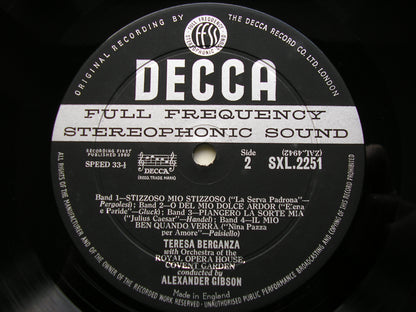 ORIGINAL RECORDING BY
THE DECCA RECORD CO. LTD. LONDON
FULL FREQUENCY
FFSS
STEREOPHONIC SOUND
DECCA
FULL FREQUENCY
STEREOPHONIC SOUND
RECORDING FIRST
PUBLISHED 1960
SPEED 33⅓
DECCA
(REGD. TRADE MARK)
Side
2
(ZAL.4942)
SXL.2251
Band 1—STIZZOSO MIO STIZZOSO ("La Serva Padrona"—
Pergolesi); Band 2—O DEL MIO DOLCE ARDOR ("E'ena
e Paride"—Gluck); Band 3—PIANGERO LA SORTE MIA
("Julius Caesar"—Handel); Band 4—IL MIO
BEN QUANDO VERRA ("Nina Pazza
per Amore"—Paisiello)
TERESA BERGANZA
with Orchestra of the
ROYAL OPERA HOUSE,
COVENT GARDEN
conducted by
ALEXANDER GIBSON
Made in England
ALL RIGHTS OF THE MANUFACTURER AND OF THE OWNER OF THE RECORDED WORK RESERVED—UNAUTHORISED PUBLIC PERFORMANCE BROADCASTING AND COPYING OF THIS RECORD PROHIBITED